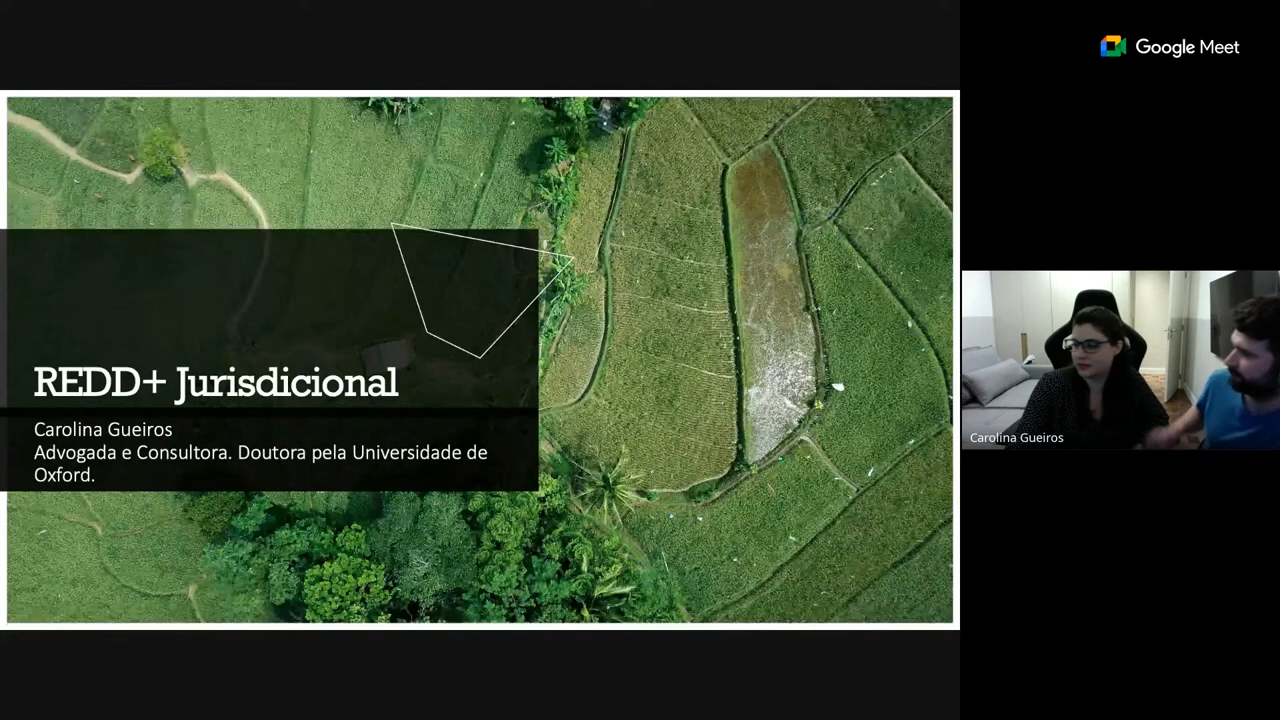 Google Meet
REDD+ Jurisdicional
Carolina Gueiros
Advogada e Consultora. Doutora pela Universidade de
Oxford.
Carolina Gueiros